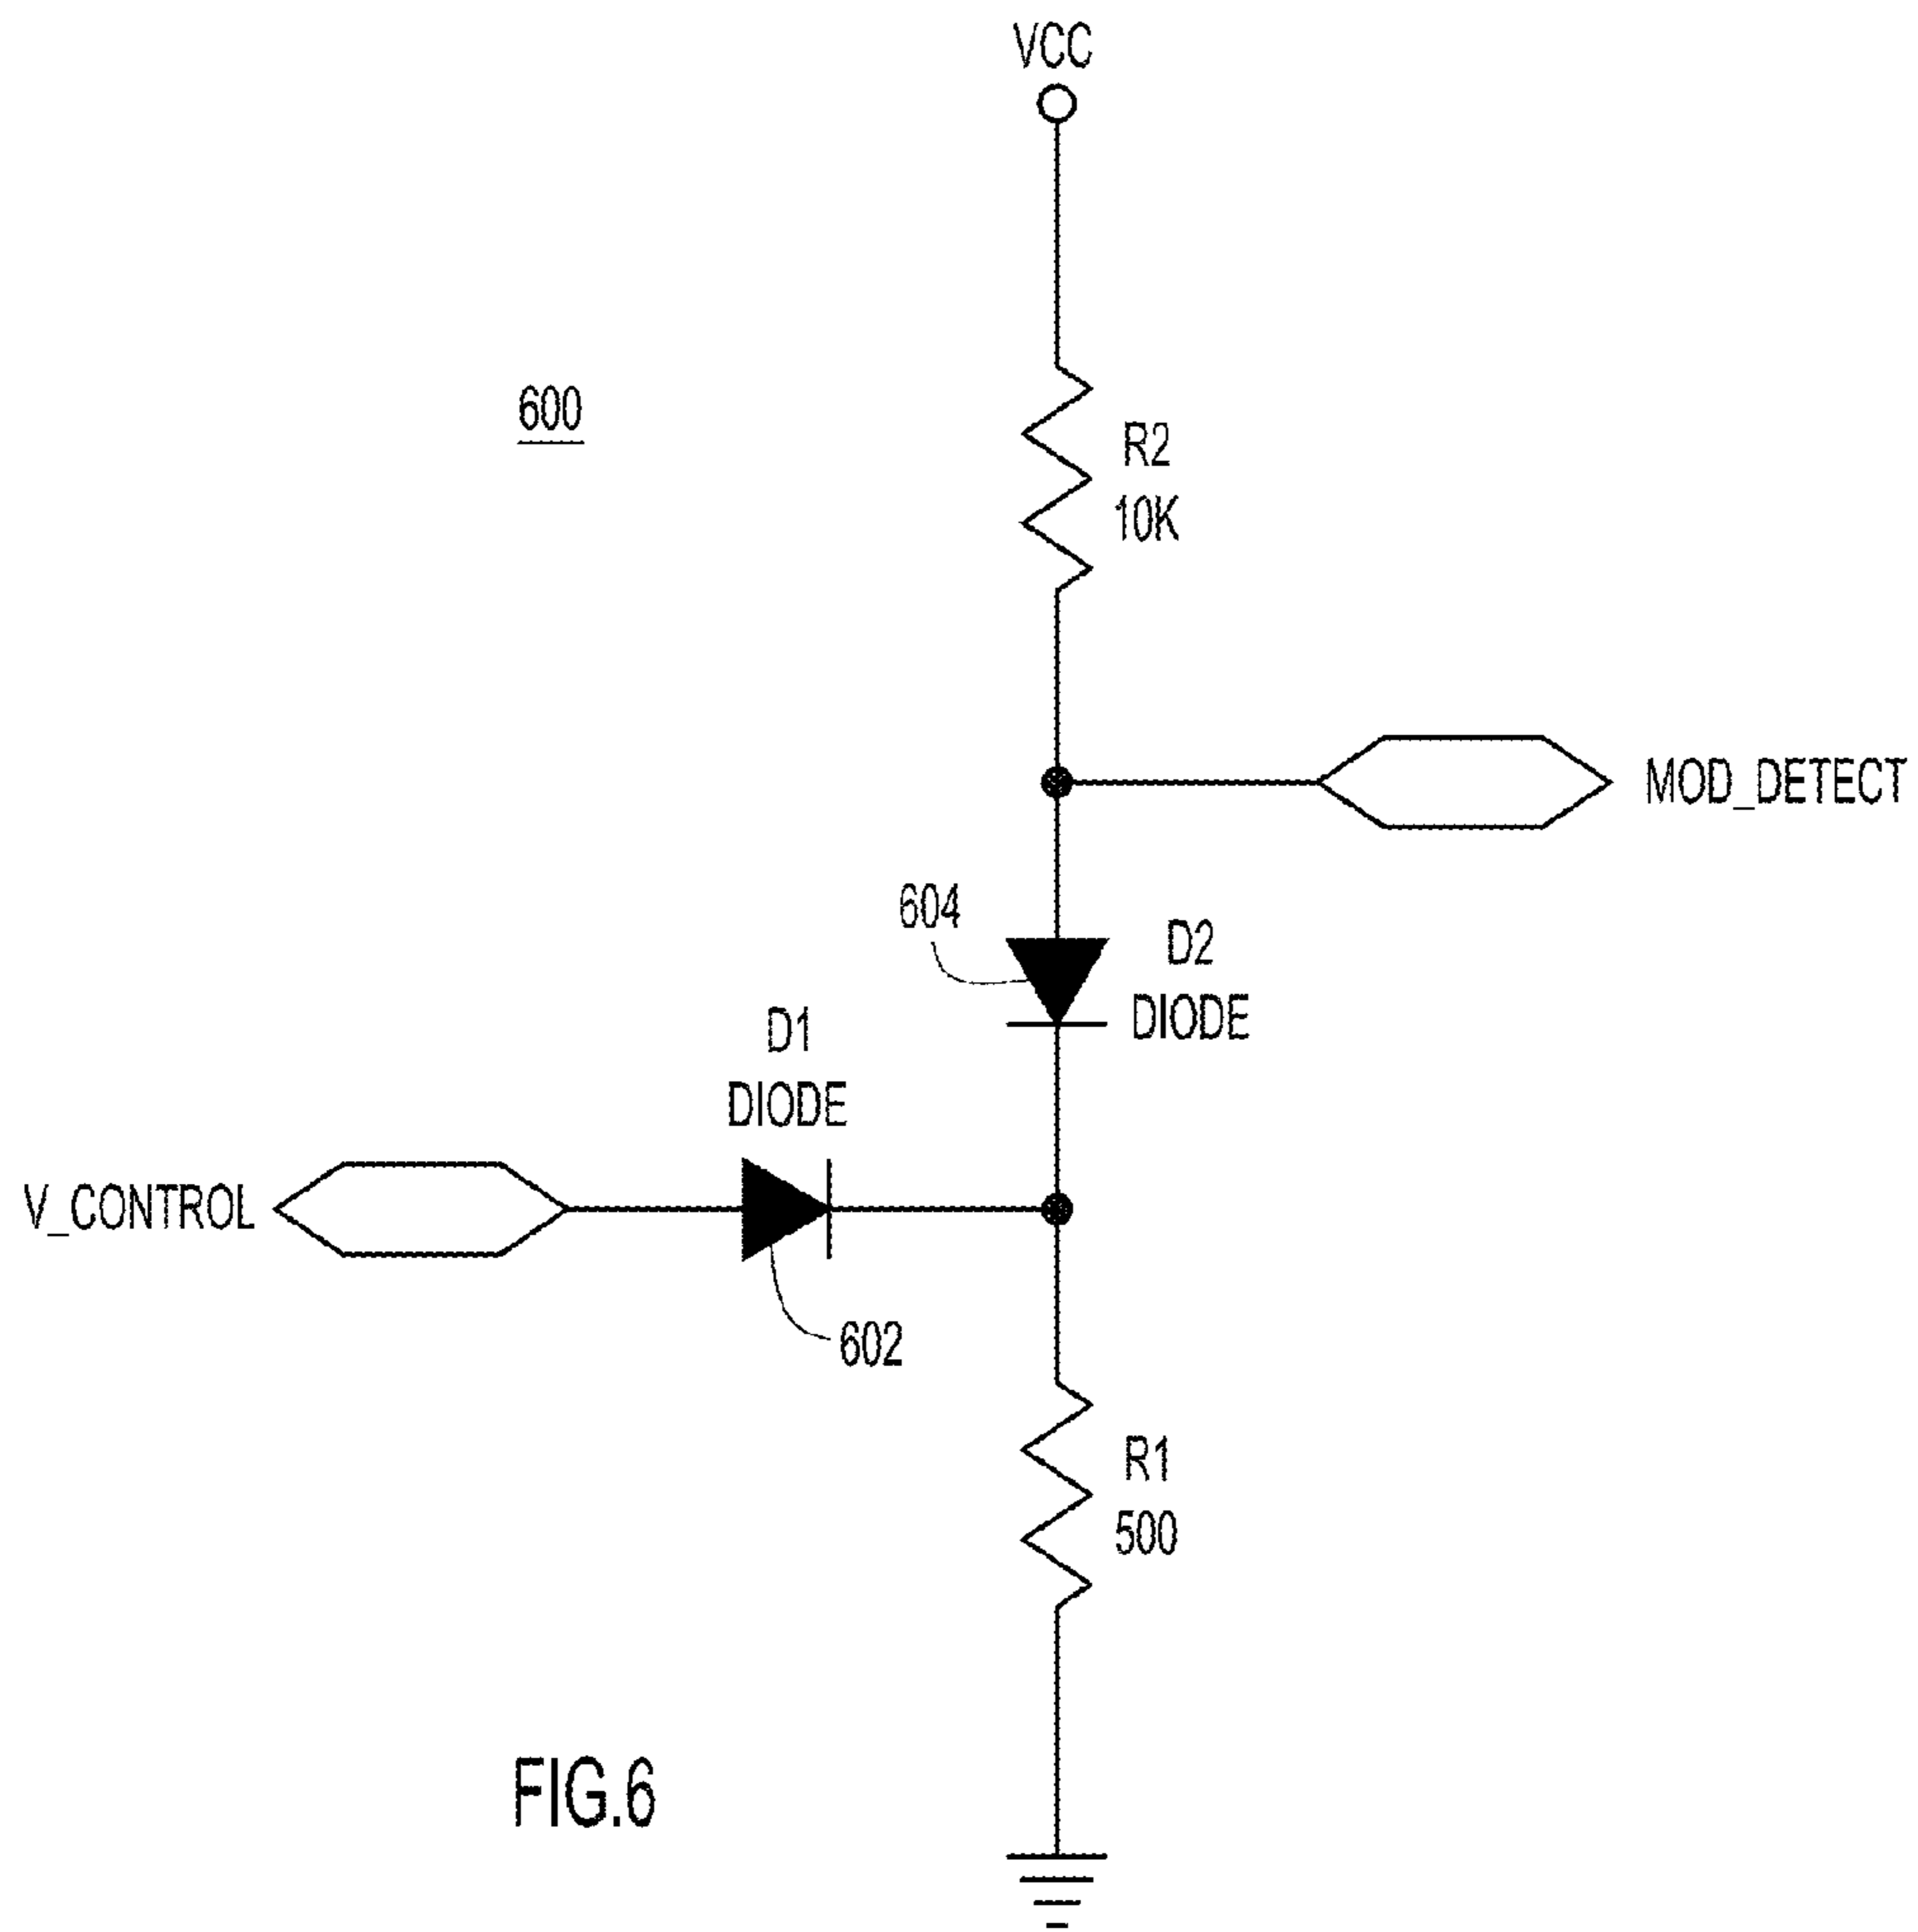 VCC
600
R2
10K
MOD_DETECT
604
D2
DIODE
D1
DIODE
V_CONTROL
602
R1
500
FIG.6